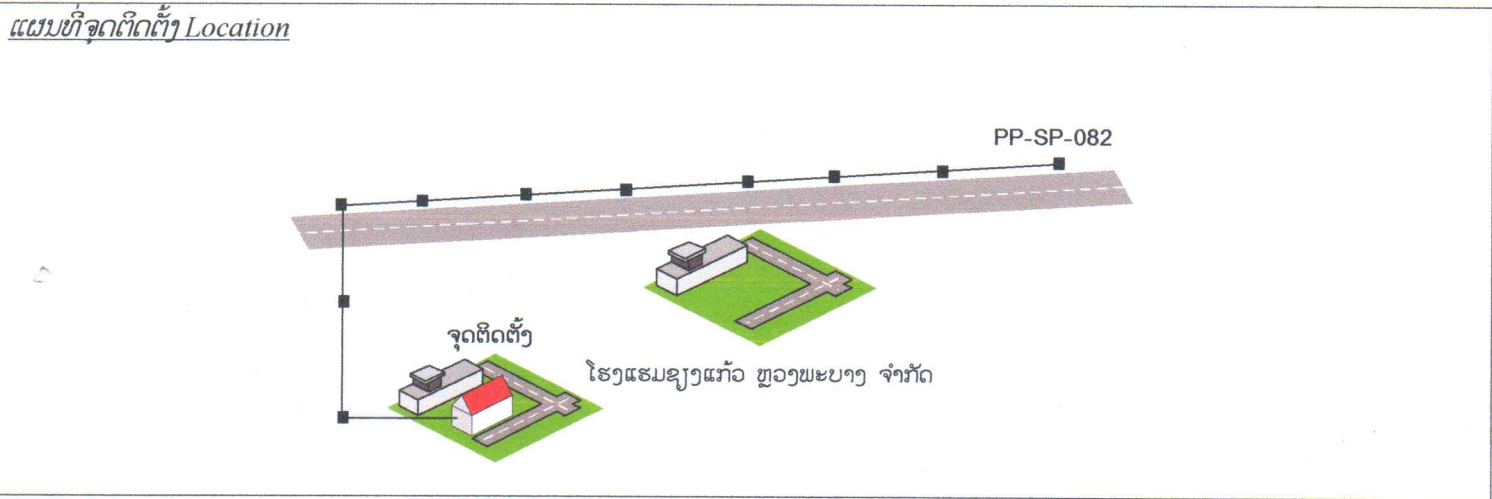 ແຜນທີ່ຈຸດຕິດຕັ້ງ Location
PP-SP-082
ຈຸດຕິດຕັ້ງ
ໂຮງແຮມຊຽງແກ້ວ ຫຼວງພະບາງ ຈຳກັດ